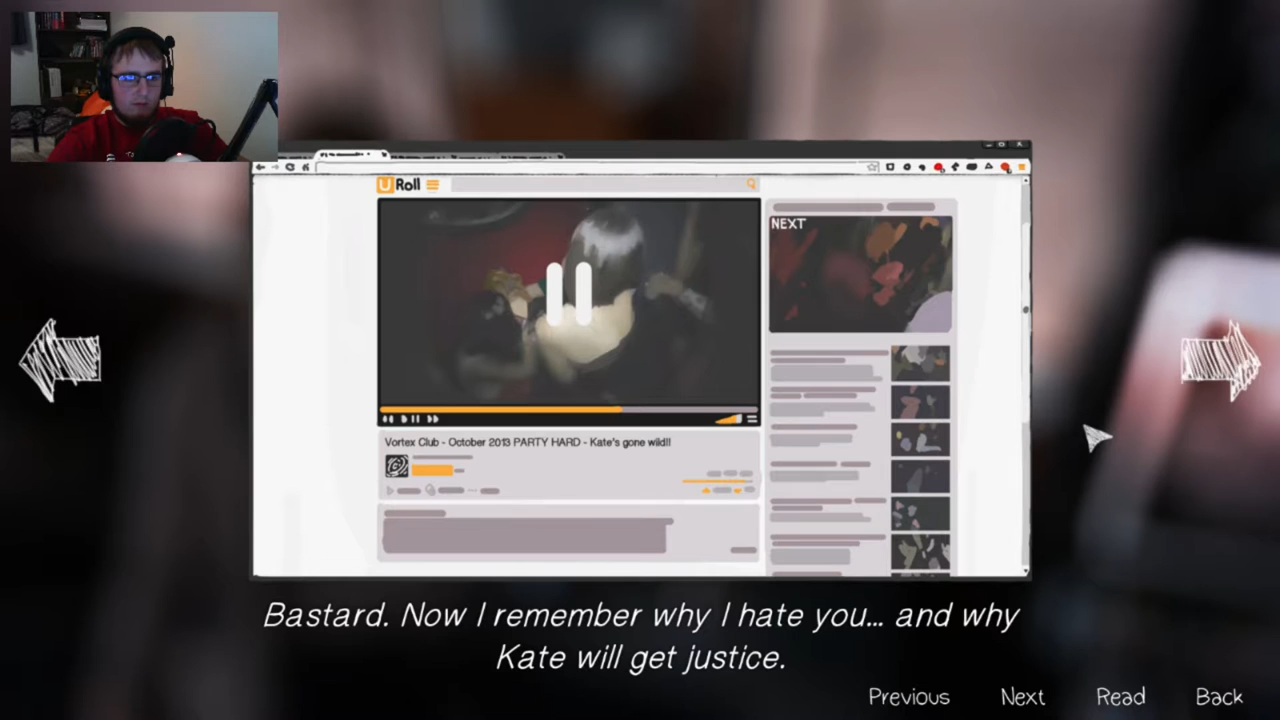 U Roll
NEXT
Vortex Club - October 2013 PARTY HARD - Kate's gone wild!!
Bastard. Now I remember why I hate you... and why
Kate will get justice.
Previous Next Read Back